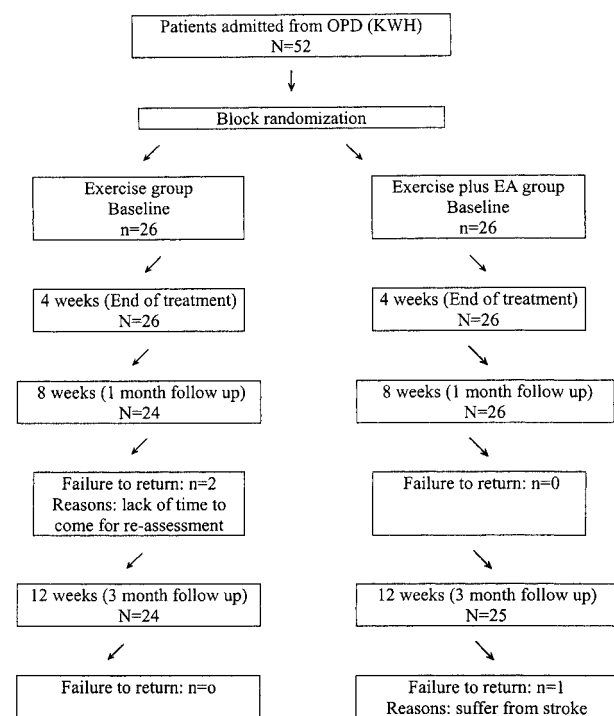 Patients admitted from OPD (KWH)
N=52
Block randomization
Exercise group
Baseline
n=26
Exercise plus EA group
Baseline
n=26
4 weeks (End of treatment)
N=26
4 weeks (End of treatment)
N=26
8 weeks (1 month follow up)
N=24
8 weeks (1 month follow up)
N=26
Failure to return: n=2
Reasons: lack of time to
come for re-assessment
Failure to return: n=0
12 weeks (3 month follow up)
N=24
12 weeks (3 month follow up)
N=25
Failure to return: n=o
Failure to return: n=1
Reasons: suffer from stroke